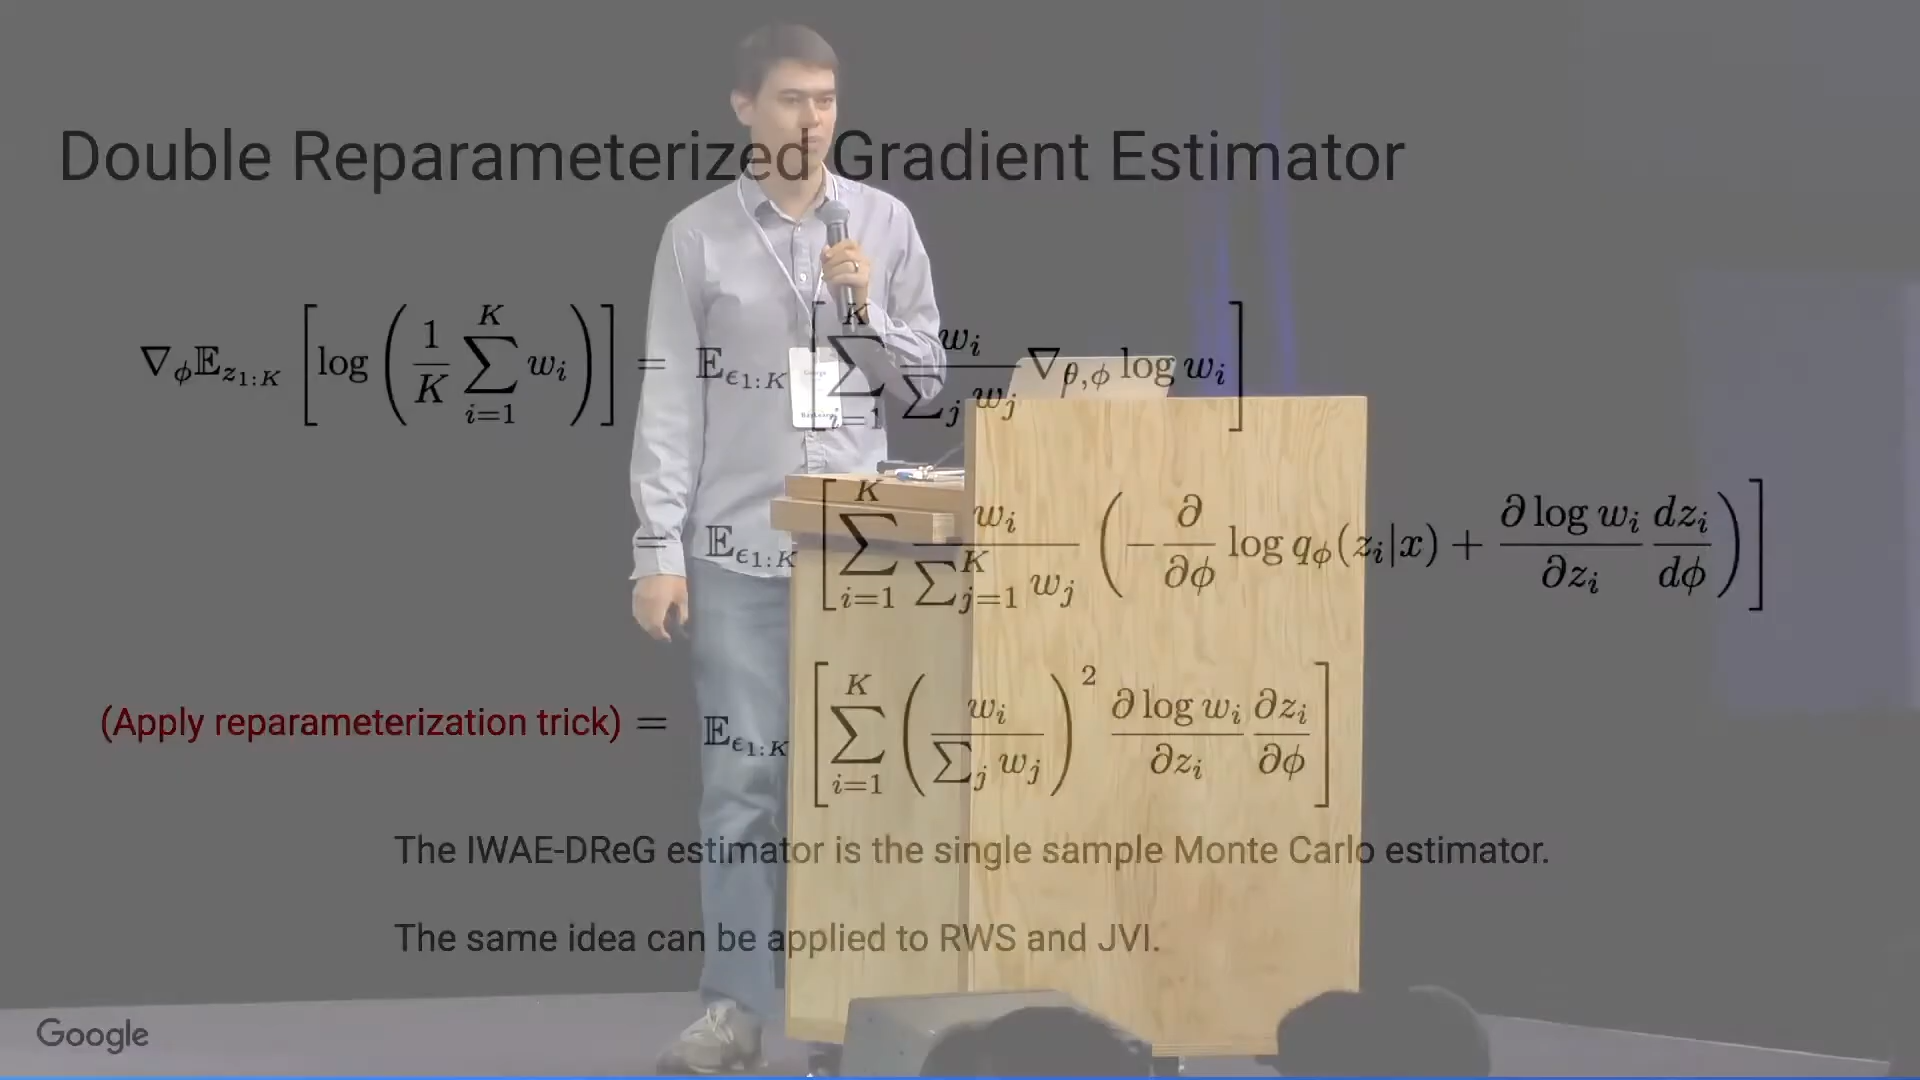 Double Reparameterized Gradient Estimator
∇_ϕ 𝔼_{z_{1:K}} [ log ( 1/K ∑_{i=1}^{K} w_i ) ] = 𝔼_{ϵ_{1:K}} [ ∑_{i=1}^{K} w_i / ∑_j w_j ∇_{θ,ϕ} log w_i ]
= 𝔼_{ϵ_{1:K}} [ ∑_{i=1}^{K} w_i / ∑_{j=1}^{K} w_j ( −∂/∂ϕ log q_ϕ(z_i|x) + ∂ log w_i / ∂z_i dz_i / dϕ ) ]
(Apply reparameterization trick) = 𝔼_{ϵ_{1:K}} [ ∑_{i=1}^{K} ( w_i / ∑_j w_j )^2 ∂ log w_i / ∂z_i ∂z_i / ∂ϕ ]
The IWAE-DReG estimator is the single sample Monte Carlo estimator.
The same idea can be applied to RWS and JVI.
Google